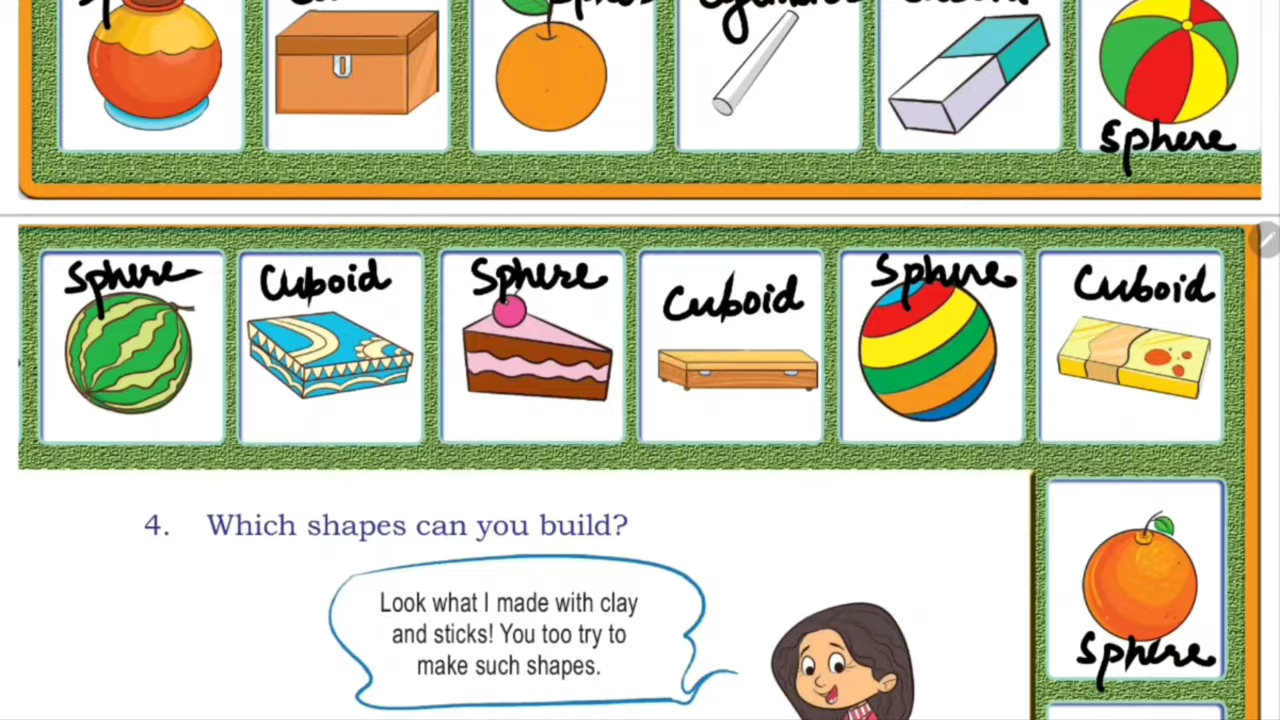 Sphere
Sphere Cuboid Sphere Cuboid Sphere Cuboid
4. Which shapes can you build?
Look what I made with clay
and sticks! You too try to
make such shapes.
Sphere